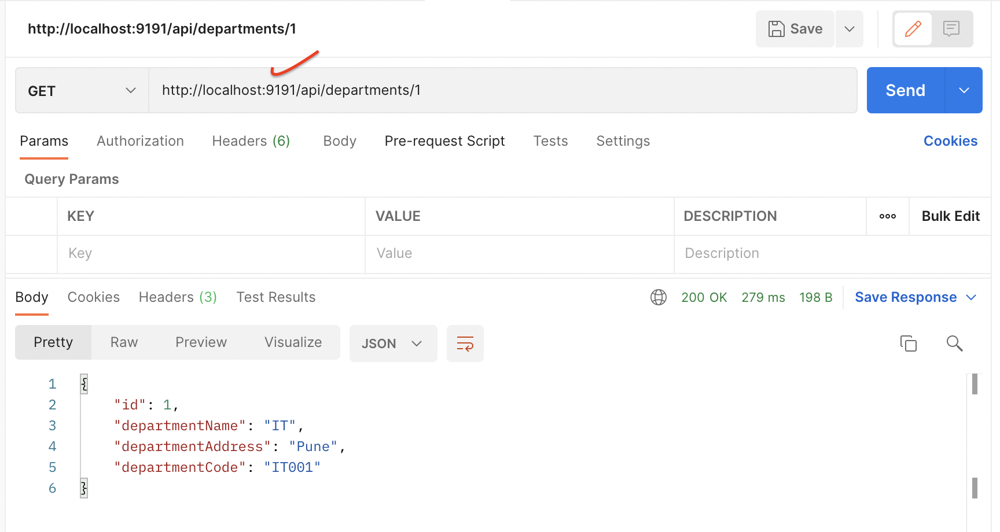 http://localhost:9191/api/departments/1 Save
GET http://localhost:9191/api/departments/1 Send
Params Authorization Headers (6) Body Pre-request Script Tests Settings Cookies
Query Params
KEY VALUE DESCRIPTION ooo Bulk Edit
Key Value Description
Body Cookies Headers (3) Test Results 200 OK 279 ms 198 B Save Response
Pretty Raw Preview Visualize JSON
1 {
2 "id": 1,
3 "departmentName": "IT",
4 "departmentAddress": "Pune",
5 "departmentCode": "IT001"
6 }